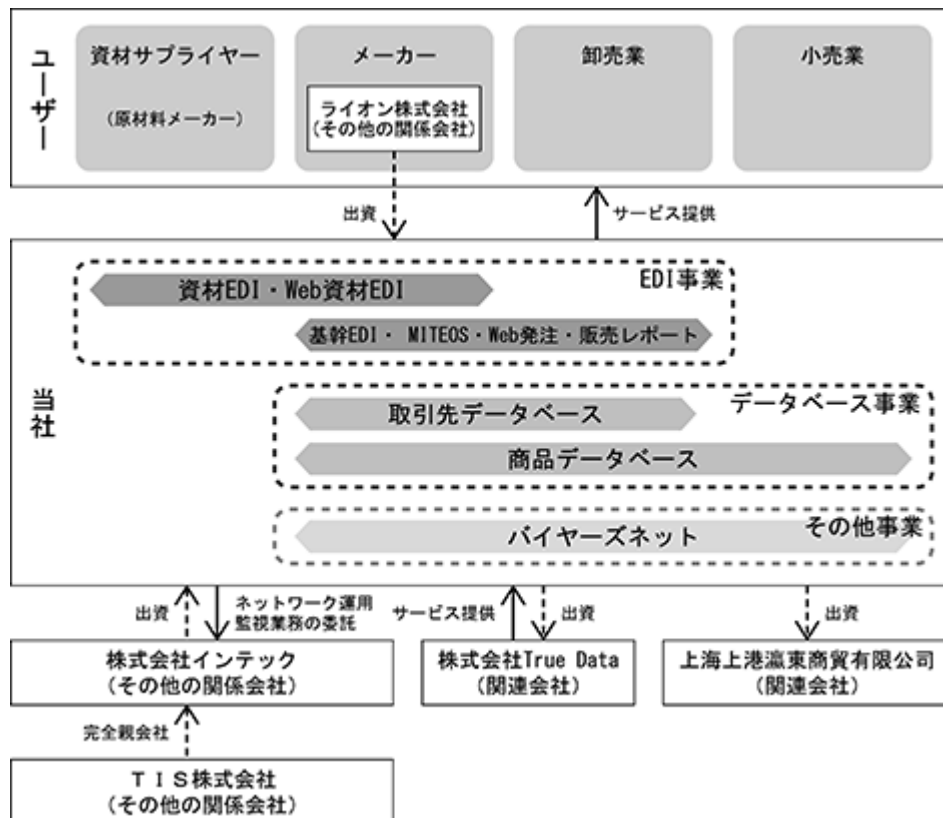 ユーザー
資材サプライヤー
(原材料メーカー)
メーカー
ライオン株式会社
(その他の関係会社)
卸売業
小売業
出資
サービス提供
当社
EDI事業
資材EDI・Web資材EDI
基幹EDI・ MITEOS・Web発注・販売レポート
データベース事業
取引先データベース
商品データベース
その他事業
バイヤーズネット
出資
ネットワーク運用
監視業務の委託
サービス提供
出資
出資
株式会社インテック
(その他の関係会社)
株式会社True Data
(関連会社)
上海上港瀛東商貿有限公司
(関連会社)
完全親会社
TIS株式会社
(その他の関係会社)